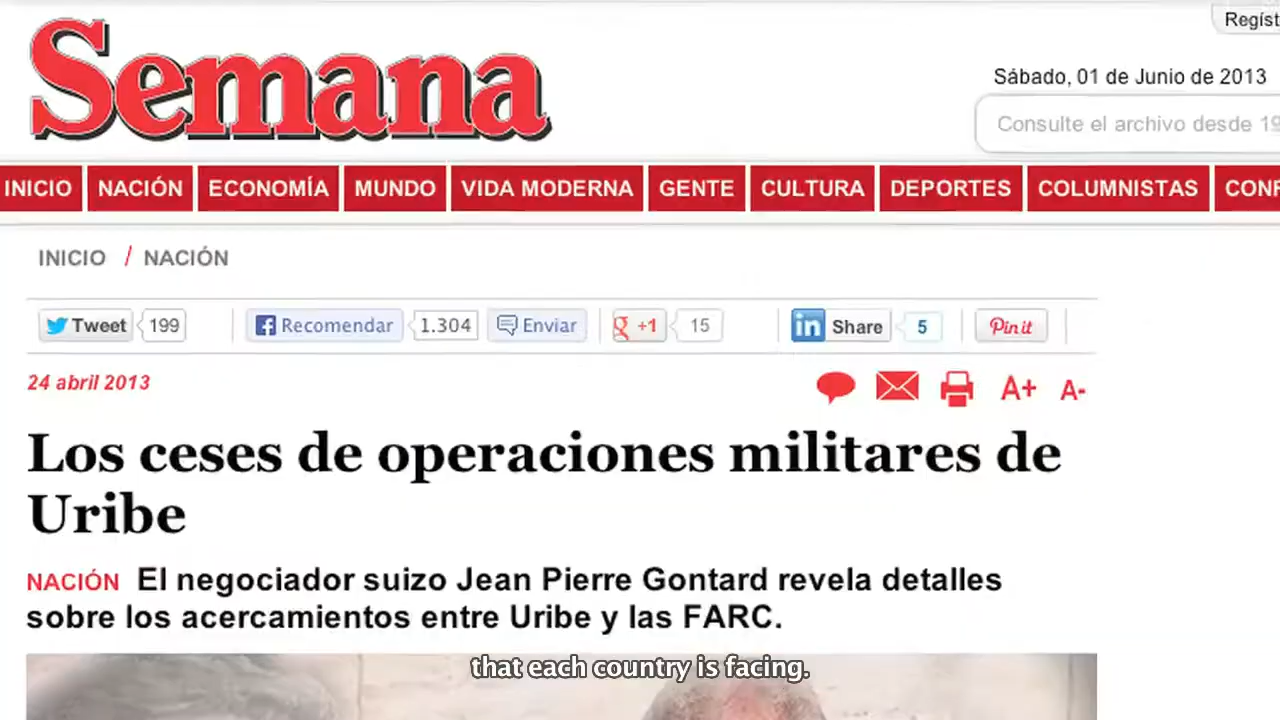 Semana
Regíst
Sábado, 01 de Junio de 2013
Consulte el archivo desde 19
INICIO NACIÓN ECONOMÍA MUNDO VIDA MODERNA GENTE CULTURA DEPORTES COLUMNISTAS CONF
INICIO / NACIÓN
Tweet 199 Recomendar 1.304 Enviar g +1 15 in Share 5 Pin it
24 abril 2013 A+ A-
Los ceses de operaciones militares de
Uribe
NACIÓN El negociador suizo Jean Pierre Gontard revela detalles
sobre los acercamientos entre Uribe y las FARC.
that each country is facing.